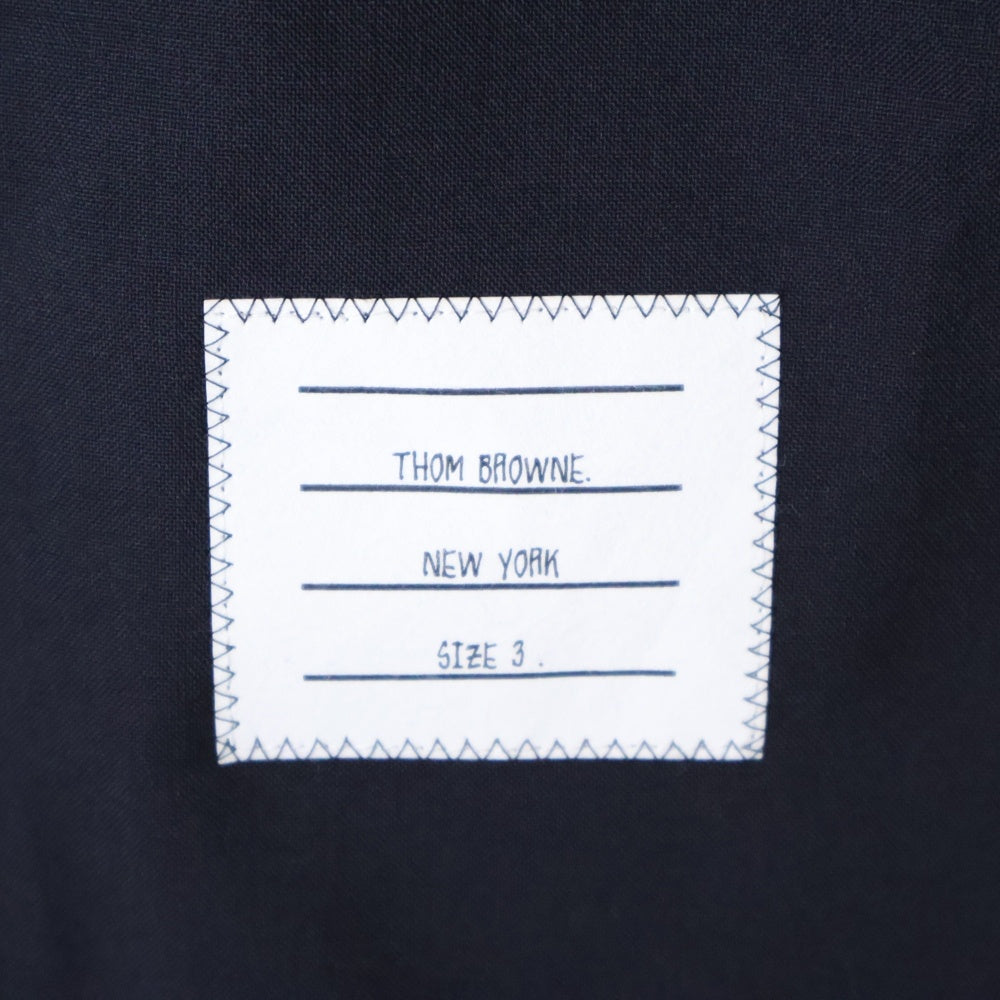 THOM BROWNE.
NEW YORK
SIZE 3 .